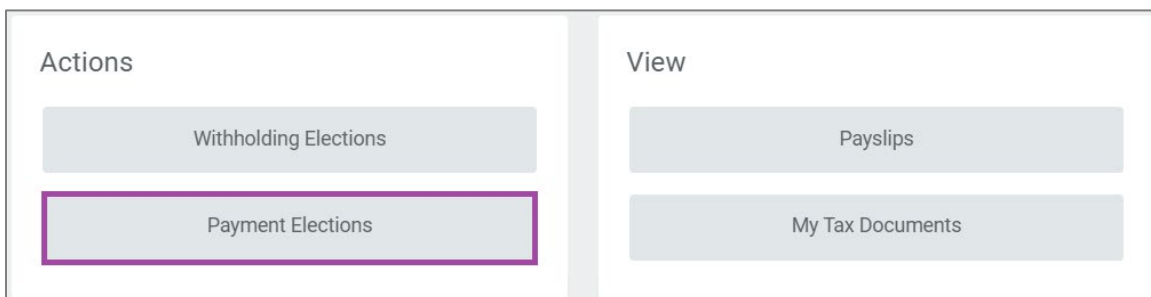 Actions
Withholding Elections
Payment Elections
View
Payslips
My Tax Documents